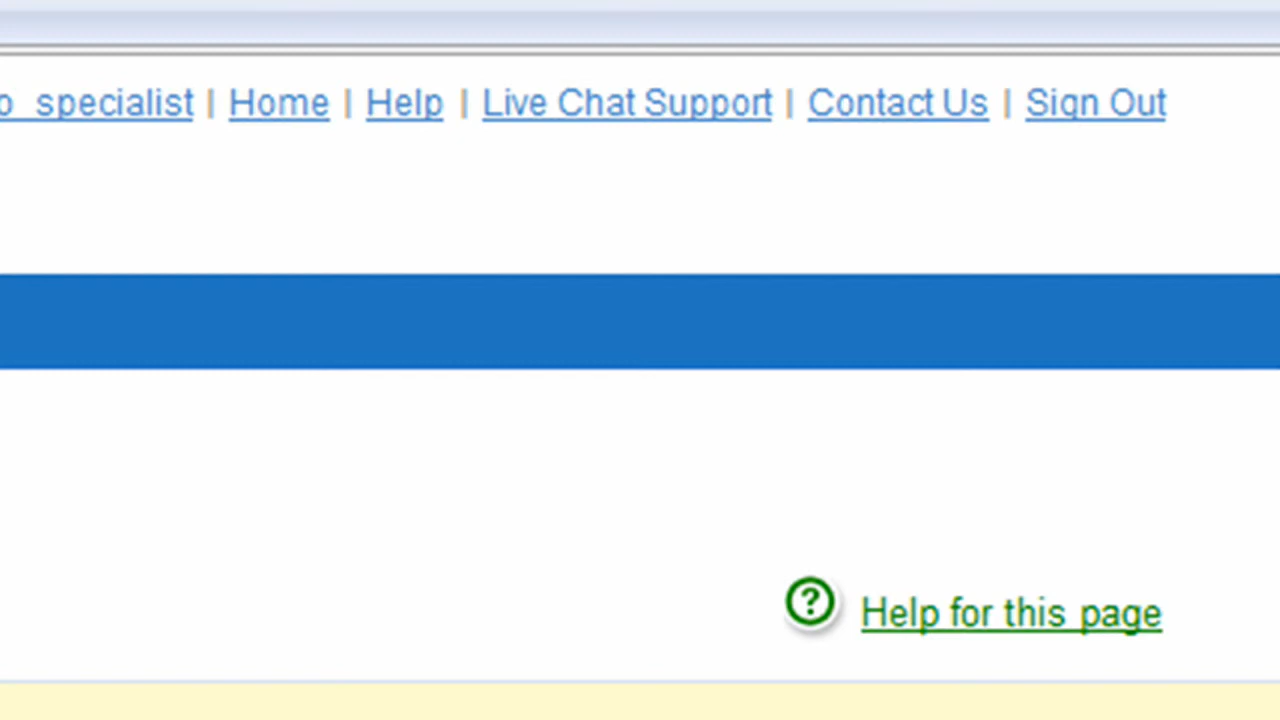 specialist | Home | Help | Live Chat Support | Contact Us | Sign Out
? Help for this page